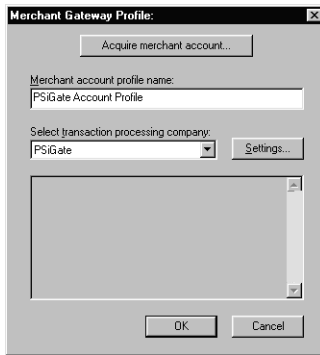 Merchant Gateway Profile:
Acquire merchant account...
Merchant account profile name:
PSiGate Account Profile
Select transaction processing company:
PSiGate
Settings...
OK
Cancel